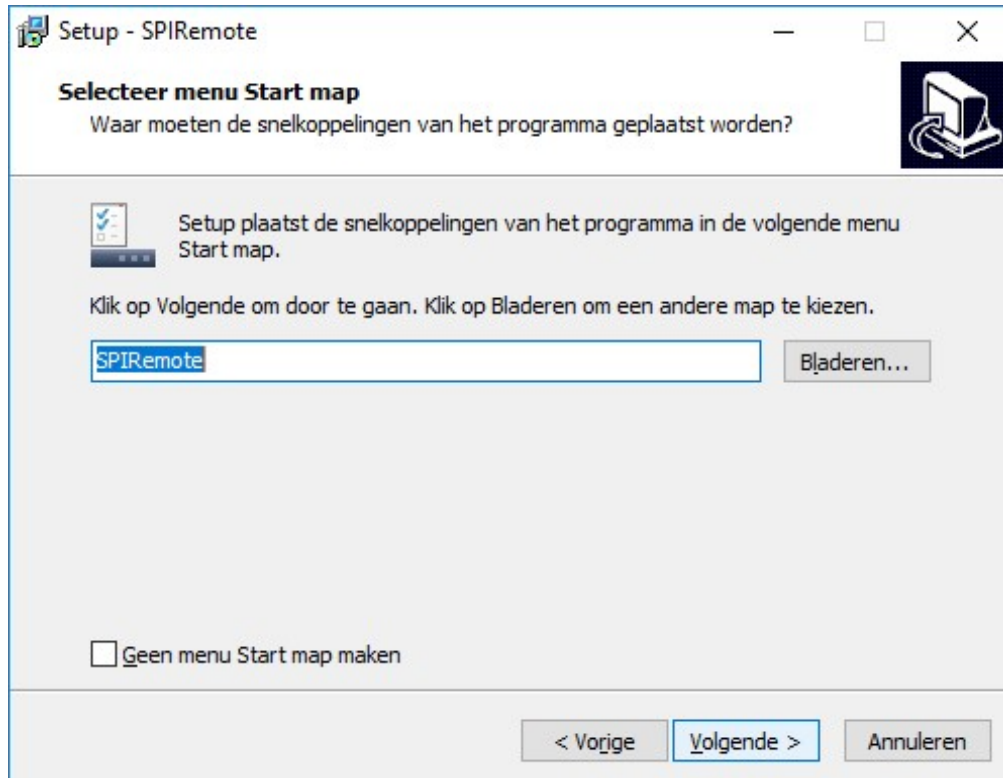 Setup - SPIRemote
Selecteer menu Start map
Waar moeten de snelkoppelingen van het programma geplaatst worden?
Setup plaatst de snelkoppelingen van het programma in de volgende menu
Start map.
Klik op Volgende om door te gaan. Klik op Bladeren om een andere map te kiezen.
SPIRemote
Bladeren...
Geen menu Start map maken
< Vorige
Volgende >
Annuleren